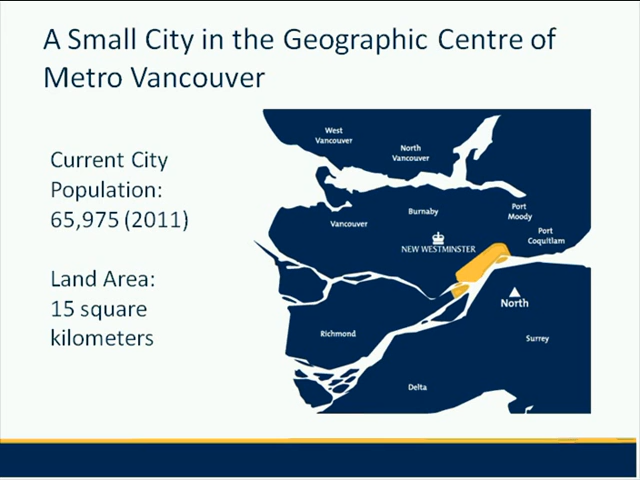 A Small City in the Geographic Centre of
Metro Vancouver
Current City
Population:
65,975 (2011)
Land Area:
15 square
kilometers
West
Vancouver
North
Vancouver
Port
Moody
Burnaby
Vancouver
Port
Coquitlam
NEW WESTMINSTER
North
Richmond
Surrey
Delta